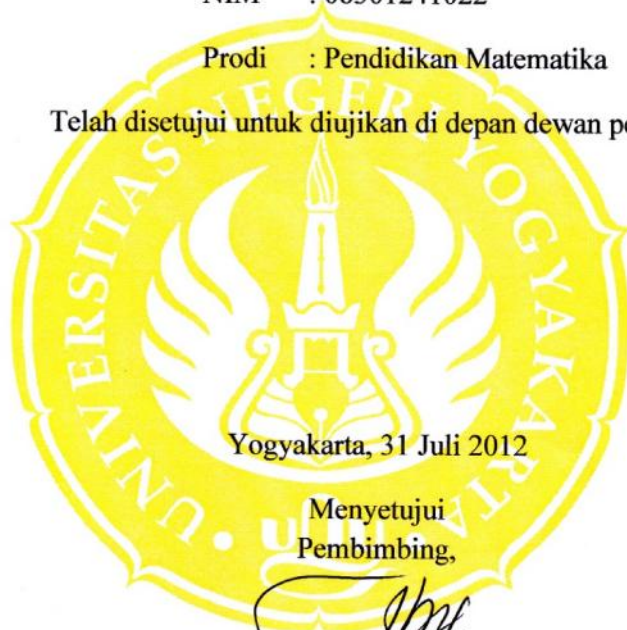 Prodi : Pendidikan Matematika
Telah disetujui untuk diujikan di depan dewan
UNIVERSITAS NEGERI YOGYAKARTA
Yogyakarta, 31 Juli 2012
Menyetujui
Pembimbing,